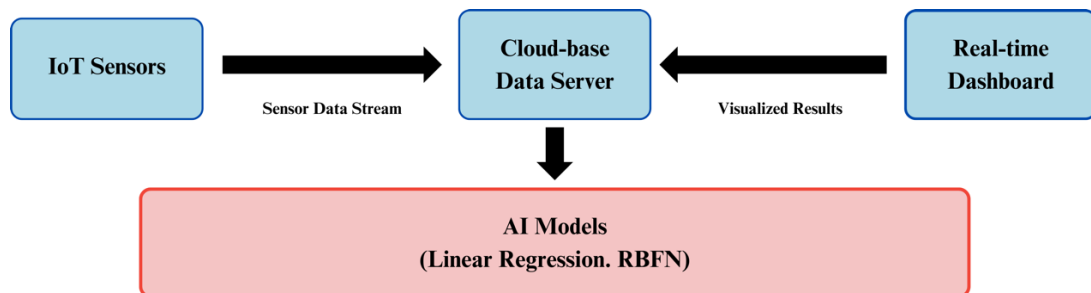 IoT Sensors
Sensor Data Stream
Cloud-base
Data Server
Visualized Results
Real-time
Dashboard
AI Models
(Linear Regression. RBFN)